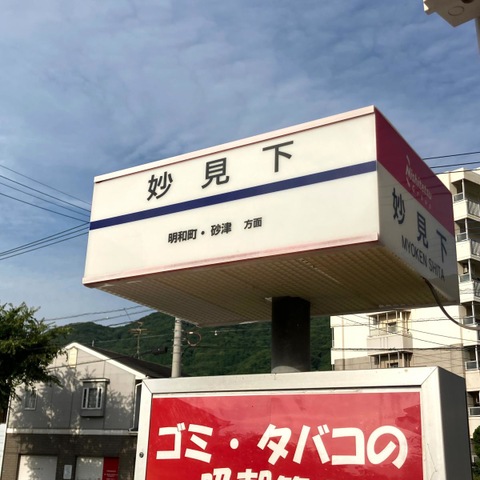 妙見下
明和町・砂津 方面
Nishitetsu
妙見下
MYOKEN SHITA
ゴミ・タバコの